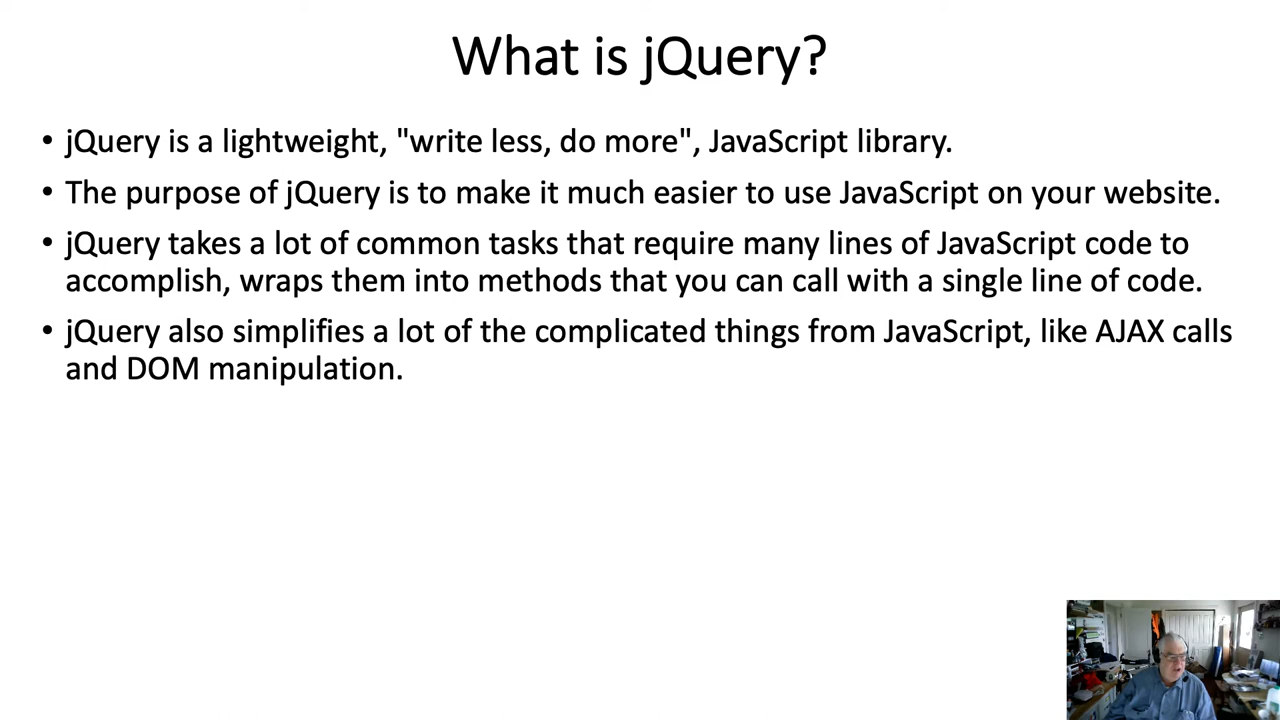 What is jQuery?
• jQuery is a lightweight, "write less, do more", JavaScript library.
• The purpose of jQuery is to make it much easier to use JavaScript on your website.
• jQuery takes a lot of common tasks that require many lines of JavaScript code to
accomplish, wraps them into methods that you can call with a single line of code.
• jQuery also simplifies a lot of the complicated things from JavaScript, like AJAX calls
and DOM manipulation.